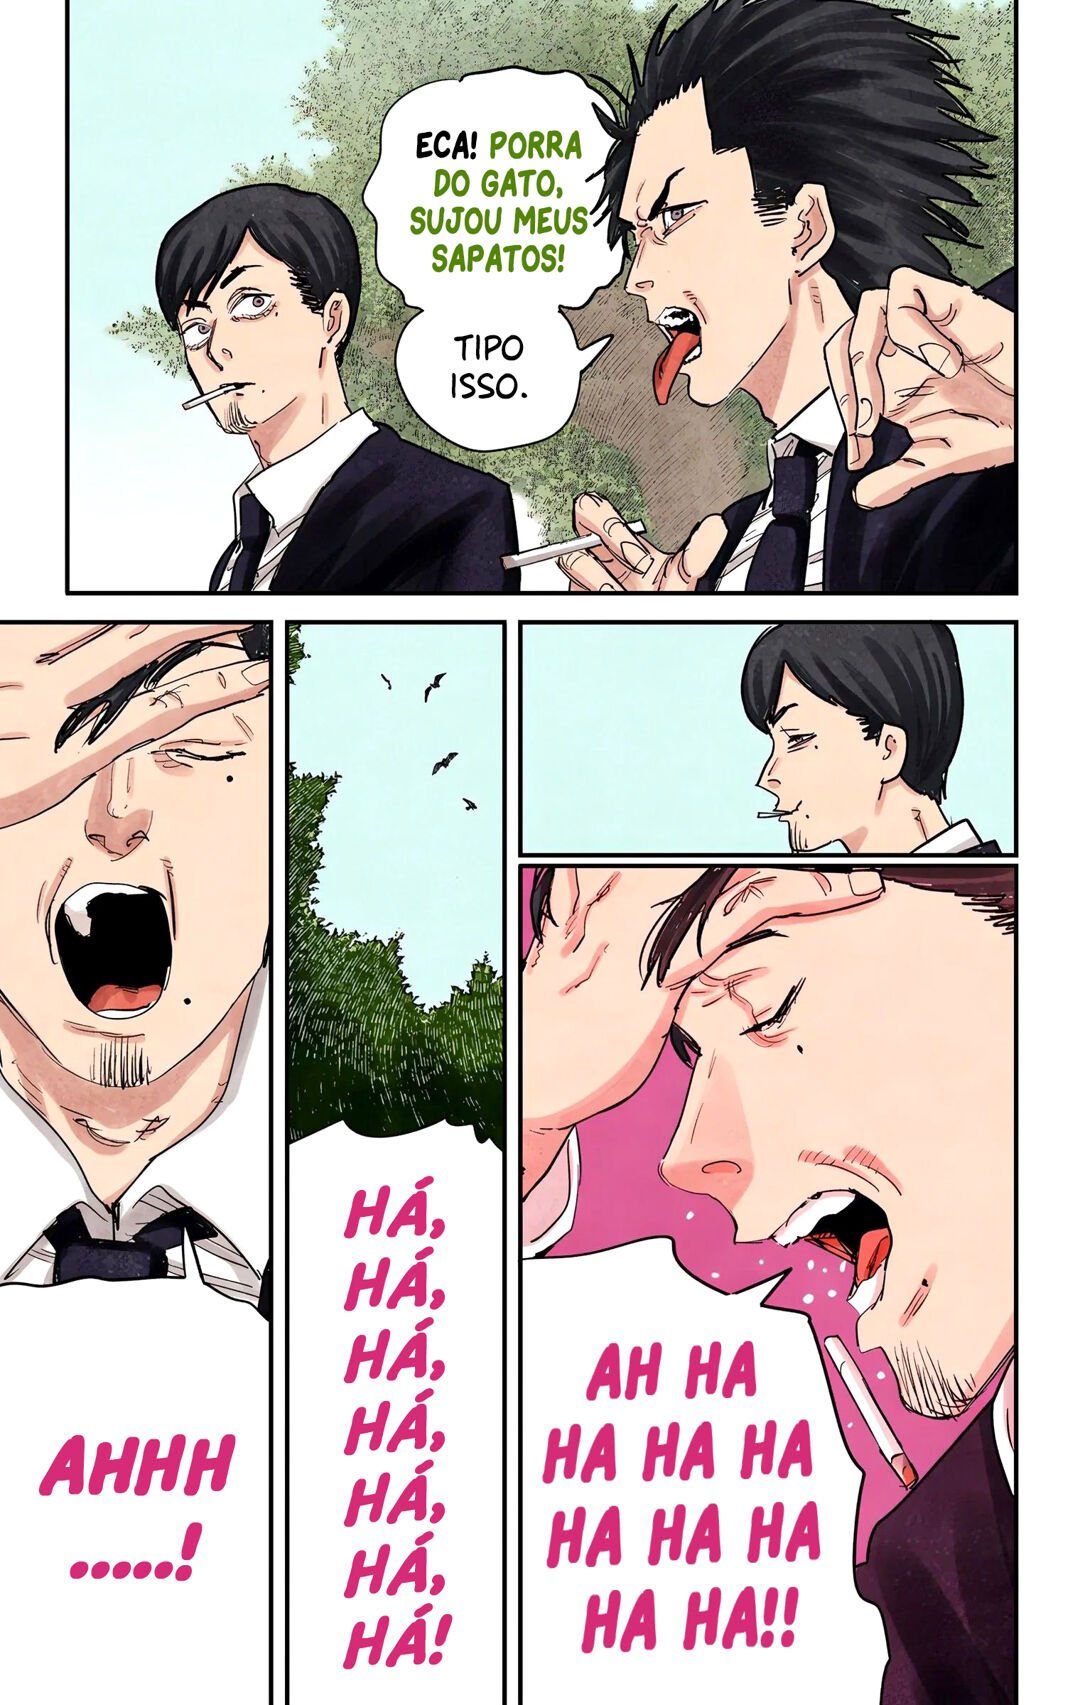 ECA! PORRA
DO GATO,
SUJOU MEUS
SAPATOS!
TIPO
ISSO.
AH HA
HA HA HA
HA HA HA
HA HA!!
HÁ,
HÁ,
HÁ,
HÁ,
HÁ,
HÁ,
HÁ!
AHHH
.....!